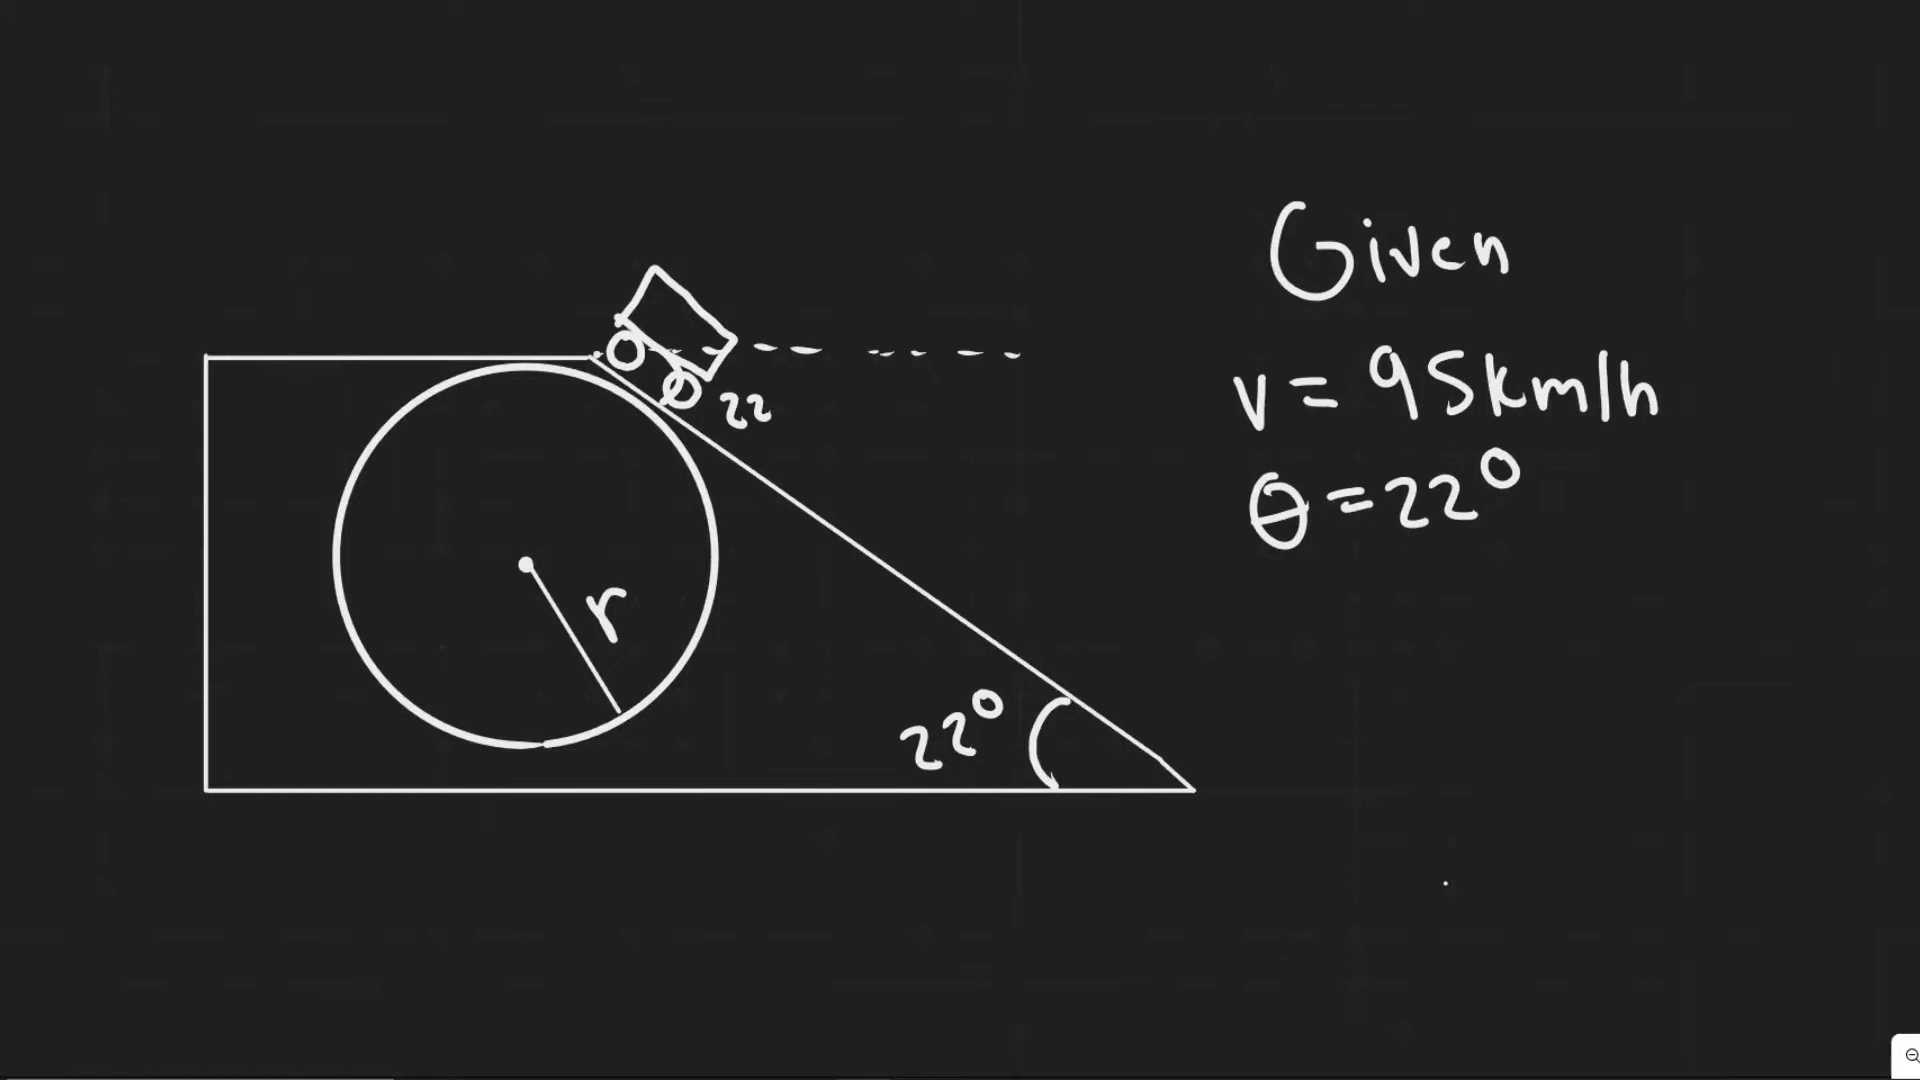 Given
v = 95km/h
θ = 22°
22
r
22°